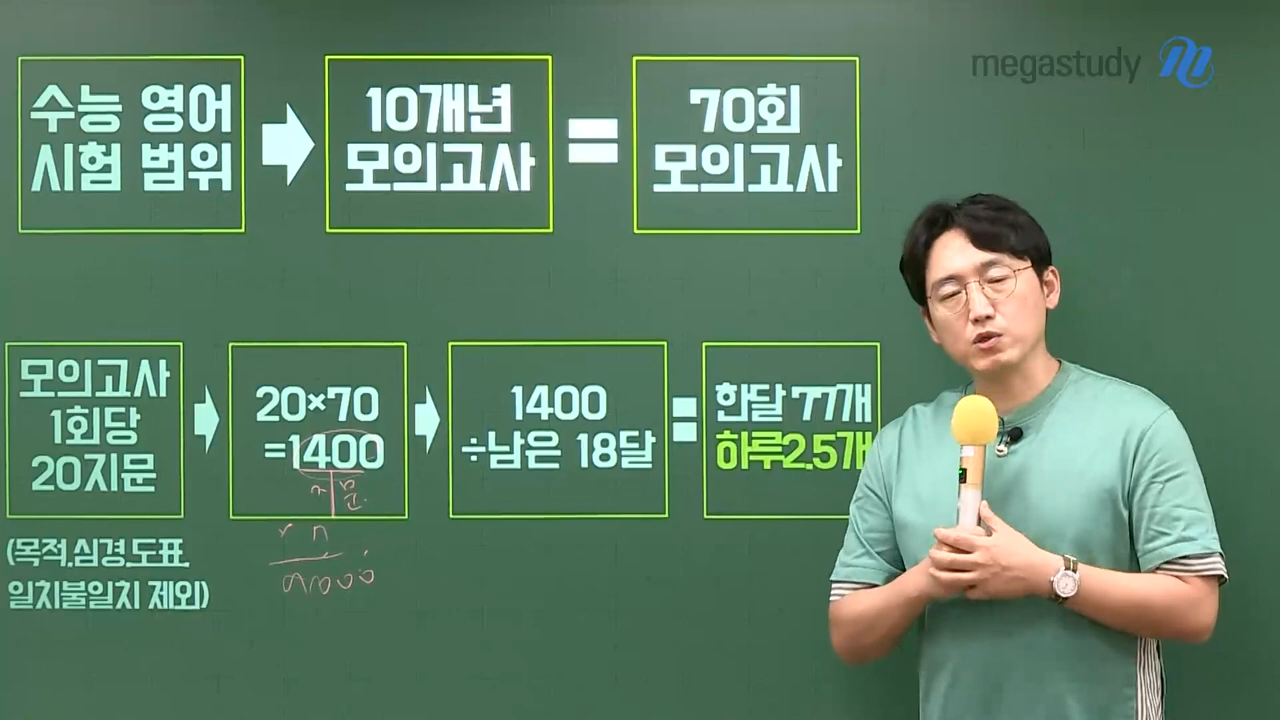 megastudy
수능 영어
시험 범위
10개년
모의고사
=
70회
모의고사
모의고사
1회당
20지문
20×70
=1400
1400
÷남은 18달
=
한달 77개
하루2.5개
(목적,심경,도표,
일치불일치 제외)